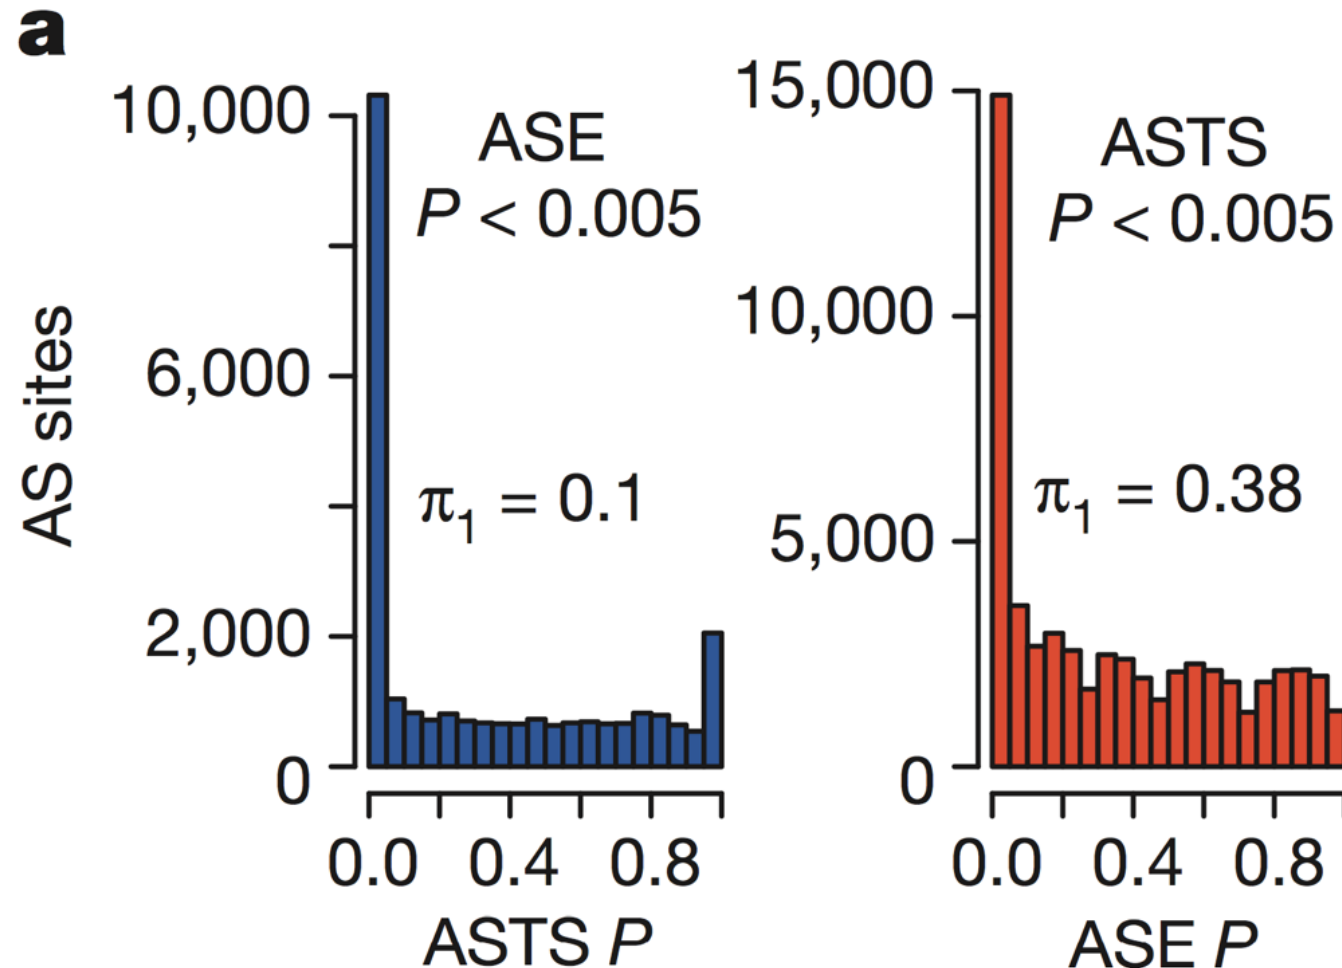 a
AS sites
10,000
6,000
2,000
0
ASE
P < 0.005
π1 = 0.1
0.0 0.4 0.8
ASTS P
15,000
10,000
5,000
0
ASTS
P < 0.005
π1 = 0.38
0.0 0.4 0.8
ASE P